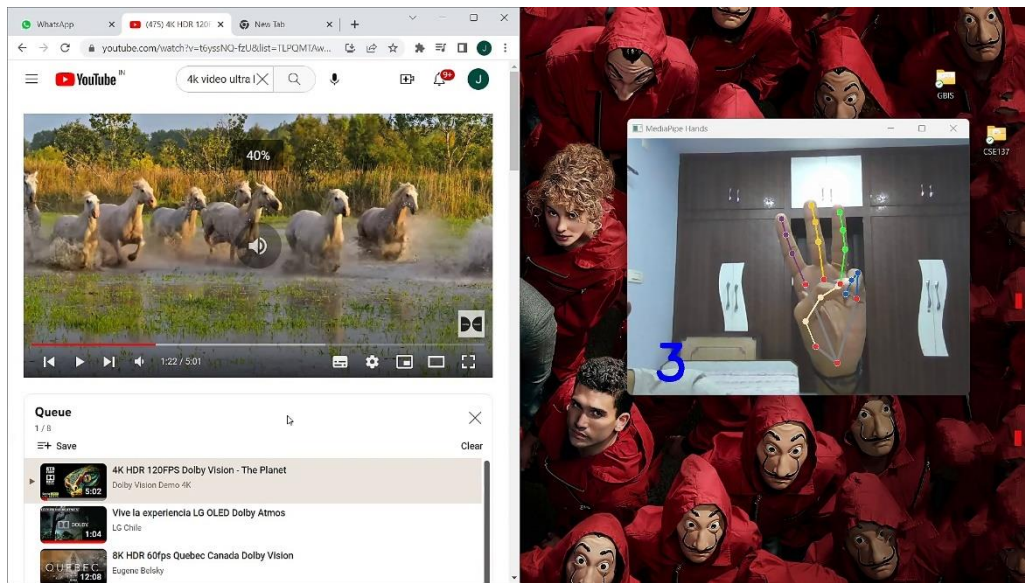 WhatsApp
(475) 4K HDR 120F
New Tab
youtube.com/watch?v=t6yssNQ-fzU&list=TLPQMTAw...
J
YouTube IN
4k video ultra
9+
J
40%
1:22 / 5:01
Queue
1 / 8
Save
Clear
4K HDR 120FPS Dolby Vision - The Planet
Dolby Vision Demo 4K
5:02
Vive la experiencia LG OLED Dolby Atmos
LG Chile
DOLBY
1:04
8K HDR 60fps Quebec Canada Dolby Vision
Eugene Belsky
QUEBEC
12:08
GBIS
CSE137
MediaPipe Hands
3